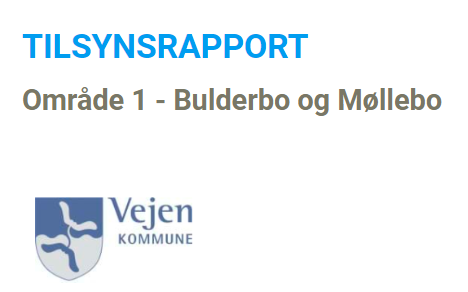 TILSYNSRAPPORT
Område 1 - Bulderbo og Møllebo
Vejen
KOMMUNE